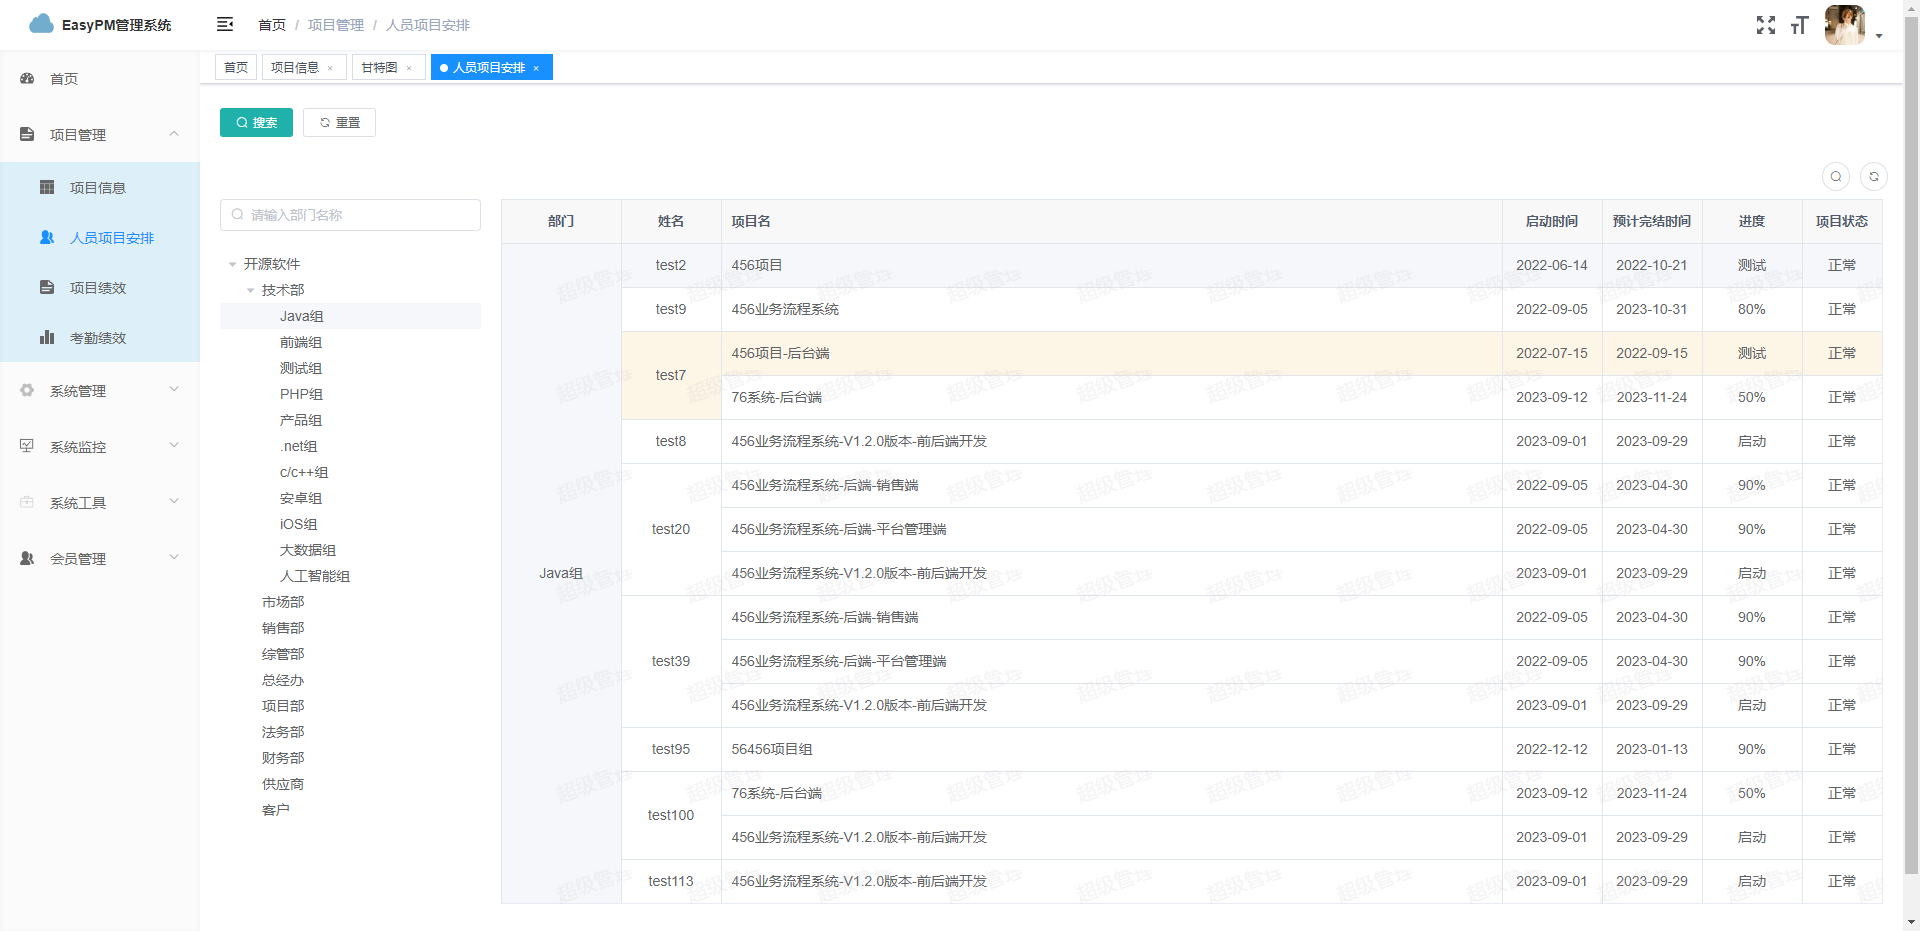 EasyPM管理系统
首页 / 项目管理 / 人员项目安排
首页
项目信息 ×
甘特图 ×
人员项目安排 ×
首页
项目管理
项目信息
人员项目安排
项目绩效
考勤绩效
系统管理
系统监控
系统工具
会员管理
搜索
重置
请输入部门名称
开源软件
技术部
Java组
前端组
测试组
PHP组
产品组
.net组
c/c++组
安卓组
iOS组
大数据组
人工智能组
市场部
销售部
综管部
总经办
项目部
法务部
财务部
供应商
客户
部门 姓名 项目名 启动时间 预计完结时间 进度 项目状态
Java组
test2 456项目 2022-06-14 2022-10-21 测试 正常
test9 456业务流程系统 2022-09-05 2023-10-31 80% 正常
test7 456项目-后台端 2022-07-15 2022-09-15 测试 正常
76系统-后台端 2023-09-12 2023-11-24 50% 正常
test8 456业务流程系统-V1.2.0版本-前后端开发 2023-09-01 2023-09-29 启动 正常
test20 456业务流程系统-后端-销售端 2022-09-05 2023-04-30 90% 正常
456业务流程系统-后端-平台管理端 2022-09-05 2023-04-30 90% 正常
456业务流程系统-V1.2.0版本-前后端开发 2023-09-01 2023-09-29 启动 正常
test39 456业务流程系统-后端-销售端 2022-09-05 2023-04-30 90% 正常
456业务流程系统-后端-平台管理端 2022-09-05 2023-04-30 90% 正常
456业务流程系统-V1.2.0版本-前后端开发 2023-09-01 2023-09-29 启动 正常
test95 56456项目组 2022-12-12 2023-01-13 90% 正常
test100 76系统-后台端 2023-09-12 2023-11-24 50% 正常
456业务流程系统-V1.2.0版本-前后端开发 2023-09-01 2023-09-29 启动 正常
test113 456业务流程系统-V1.2.0版本-前后端开发 2023-09-01 2023-09-29 启动 正常